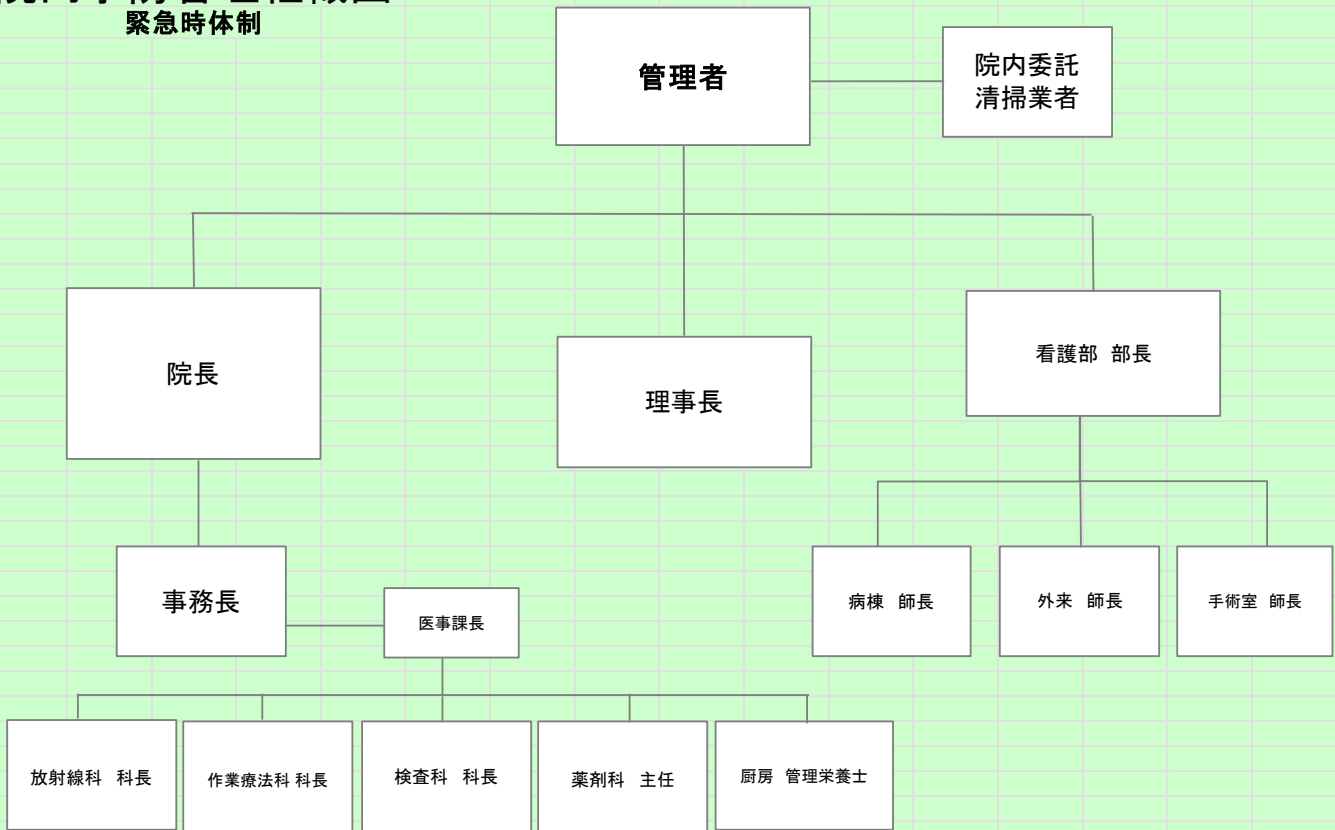 緊急時体制
管理者
院内委託
清掃業者
院長
理事長
看護部 部長
事務長
医事課長
病棟 師長
外来 師長
手術室 師長
放射線科 科長
作業療法科 科長
検査科 科長
薬剤科 主任
厨房 管理栄養士